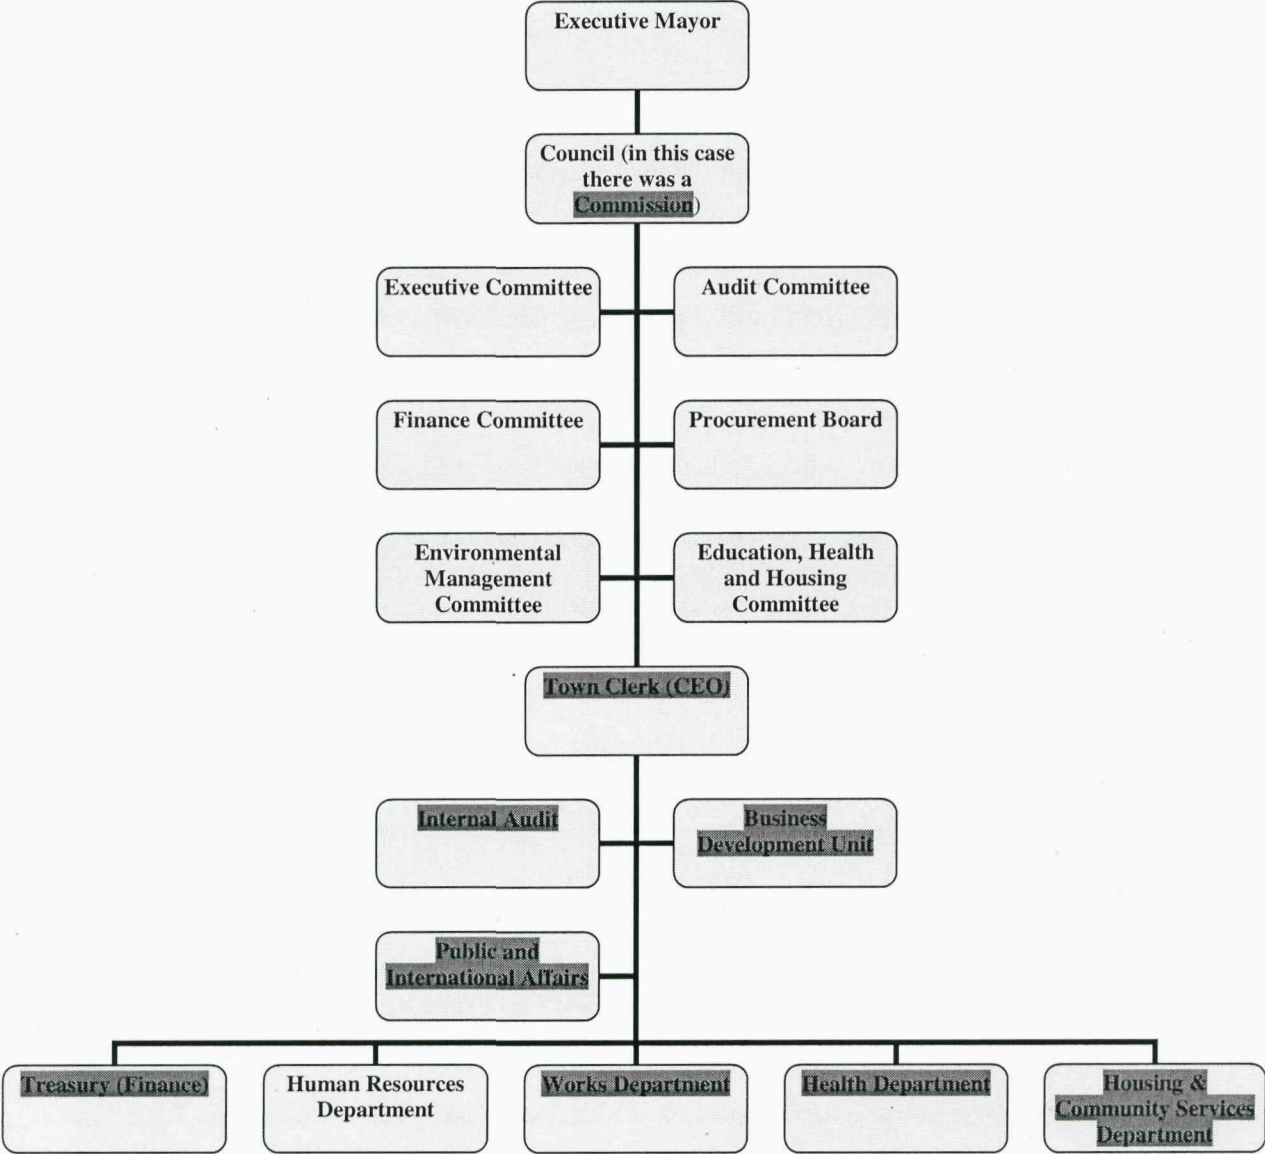 Executive Mayor
Council (in this case
there was a
Commission)
Executive Committee
Audit Committee
Finance Committee
Procurement Board
Environmental
Management
Committee
Education, Health
and Housing
Committee
Town Clerk (CEO)
Internal Audit
Business
Development Unit
Public and
International Affairs
Treasury (Finance)
Human Resources
Department
Works Department
Health Department
Housing &
Community Services
Department